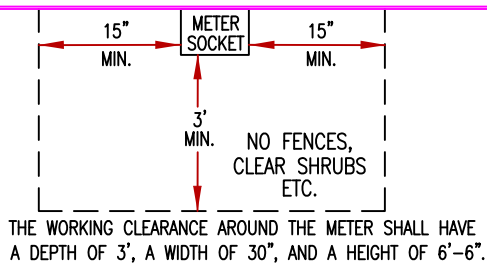 15" METER 15"
MIN. SOCKET MIN.
3'
MIN.
NO FENCES,
CLEAR SHRUBS
ETC.
THE WORKING CLEARANCE AROUND THE METER SHALL HAVE
A DEPTH OF 3', A WIDTH OF 30", AND A HEIGHT OF 6'-6".